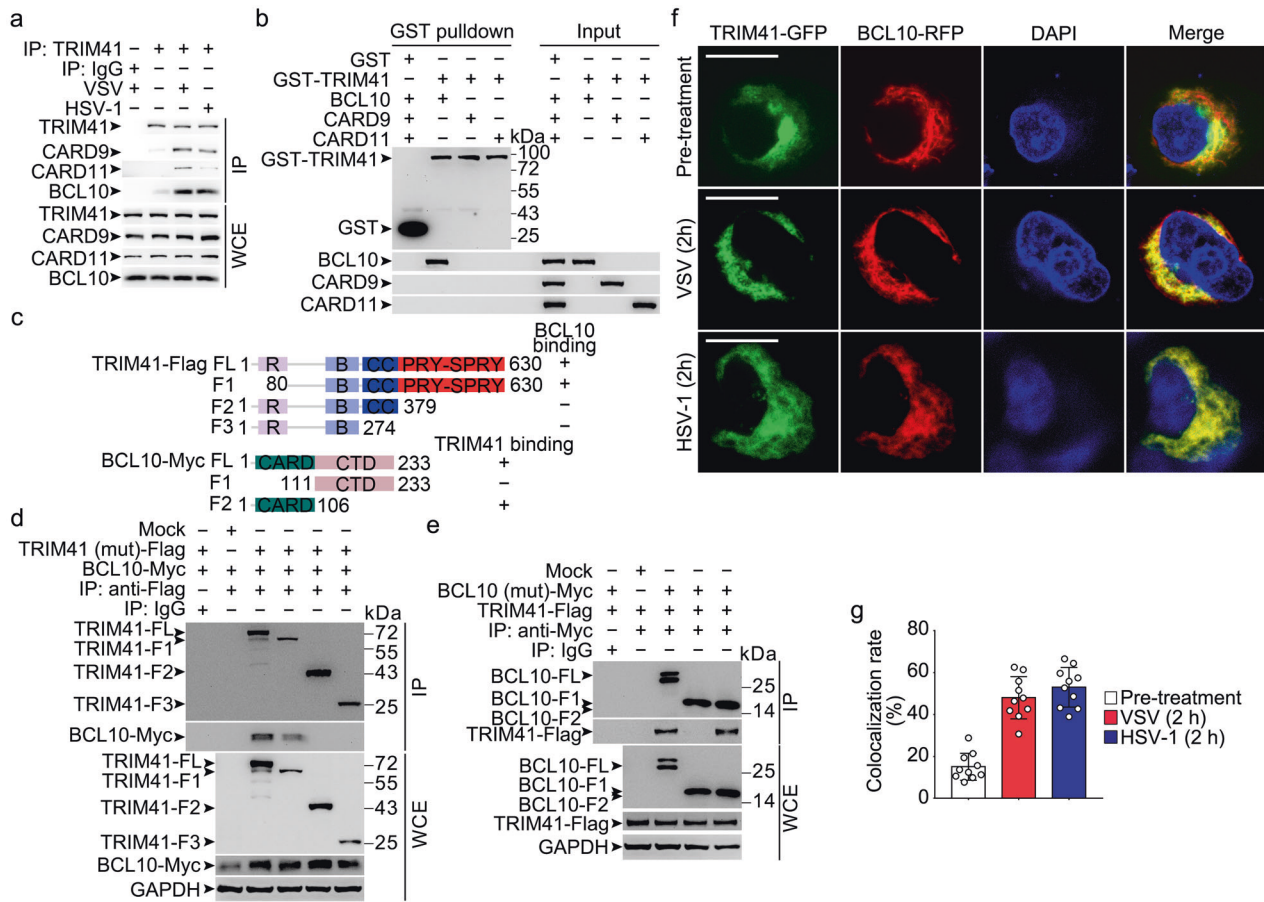 a
IP: TRIM41 – + + +
IP: IgG + – – –
VSV + – + –
HSV-1 + – – +
TRIM41
CARD9
CARD11
BCL10
IP
TRIM41
CARD9
CARD11
BCL10
WCE
b
GST pulldown Input
GST + – – – + – – –
GST-TRIM41 – + + + – + + +
BCL10 + + – – + + – –
CARD9 + – + – + – + –
CARD11 + – – + + – – +
kDa
GST-TRIM41
100
72
55
43
GST
25
BCL10
CARD9
CARD11
c
BCL10 binding
TRIM41-Flag FL 1 R B CC PRY-SPRY 630 +
F1 80 B CC PRY-SPRY 630 +
F2 1 R B CC 379 –
F3 1 R B 274 –
TRIM41 binding
BCL10-Myc FL 1 CARD CTD 233 +
F1 111 CTD 233 –
F2 1 CARD 106 +
d
Mock – + – – – –
TRIM41 (mut)-Flag + – + + + +
BCL10-Myc + + + + + +
IP: anti-Flag – + + + + +
IP: IgG + – – – – –
kDa
TRIM41-FL
72
TRIM41-F1
55
TRIM41-F2
43
TRIM41-F3
25
BCL10-Myc
IP
TRIM41-FL
72
TRIM41-F1
55
TRIM41-F2
43
TRIM41-F3
25
BCL10-Myc
GAPDH
WCE
e
Mock – + – – –
BCL10 (mut)-Myc + – + + +
TRIM41-Flag + + + + +
IP: anti-Myc – + + + +
IP: IgG + – – – –
kDa
BCL10-FL
25
BCL10-F1
14
BCL10-F2
TRIM41-Flag
IP
BCL10-FL
25
BCL10-F1
BCL10-F2
14
TRIM41-Flag
GAPDH
WCE
f
TRIM41-GFP BCL10-RFP DAPI Merge
Pre-treatment
VSV (2h)
HSV-1 (2h)
g
Colocalization rate
(%)
80
60
40
20
0
Pre-treatment
VSV (2 h)
HSV-1 (2 h)